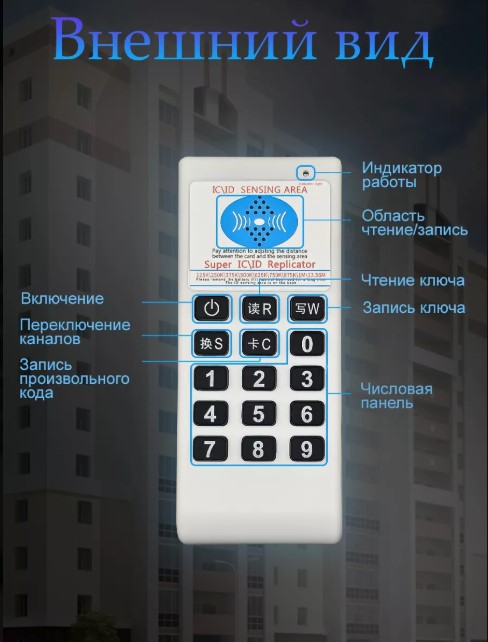 Внешний вид
Индикатор
работы
IC\ID SENSING AREA
Область
чтение/запись
Pay attention to adjusting the distance
between the card and the sensing area
Super IC\ID Replicator
Чтение ключа
Включение
读R
写W
Запись ключа
Переключение
каналов
换S
卡C
0
Запись
произвольного
кода
1 2 3
Числовая
панель
4 5 6
7 8 9